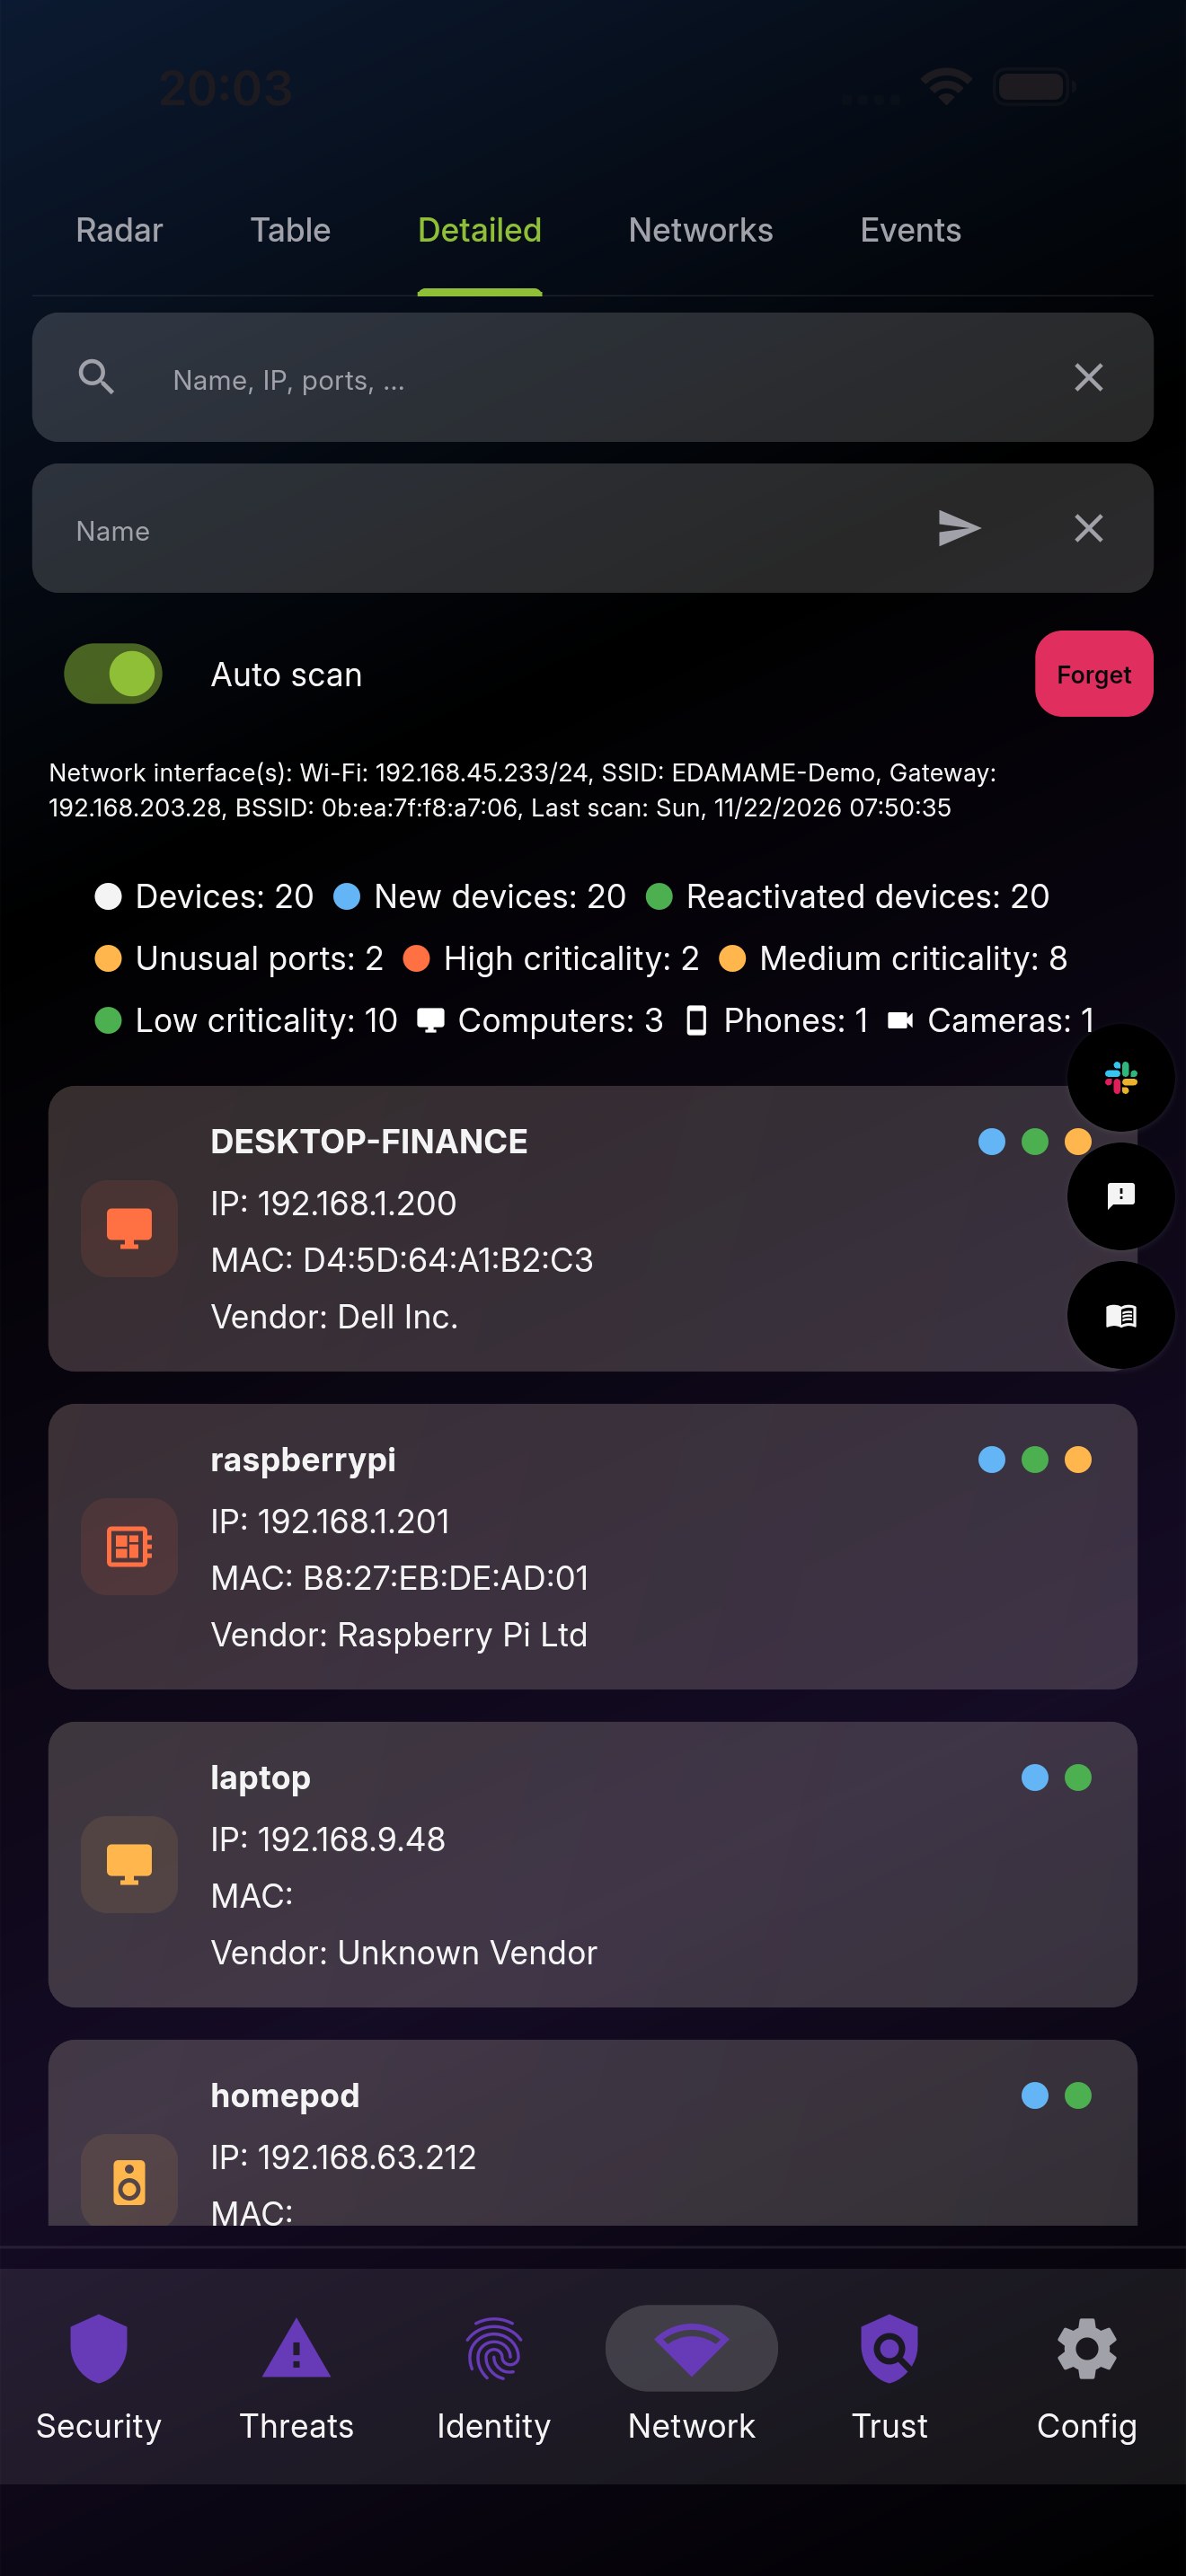 20:03
Radar Table Detailed Networks Events
Name, IP, ports, ...
Name
Auto scan
Forget
Network interface(s): Wi-Fi: 192.168.45.233/24, SSID: EDAMAME-Demo, Gateway:
192.168.203.28, BSSID: 0b:ea:7f:f8:a7:06, Last scan: Sun, 11/22/2026 07:50:35
Devices: 20 New devices: 20 Reactivated devices: 20
Unusual ports: 2 High criticality: 2 Medium criticality: 8
Low criticality: 10 Computers: 3 Phones: 1 Cameras: 1
DESKTOP-FINANCE
IP: 192.168.1.200
MAC: D4:5D:64:A1:B2:C3
Vendor: Dell Inc.
raspberrypi
IP: 192.168.1.201
MAC: B8:27:EB:DE:AD:01
Vendor: Raspberry Pi Ltd
laptop
IP: 192.168.9.48
MAC:
Vendor: Unknown Vendor
homepod
IP: 192.168.63.212
MAC:
Security Threats Identity Network Trust Config